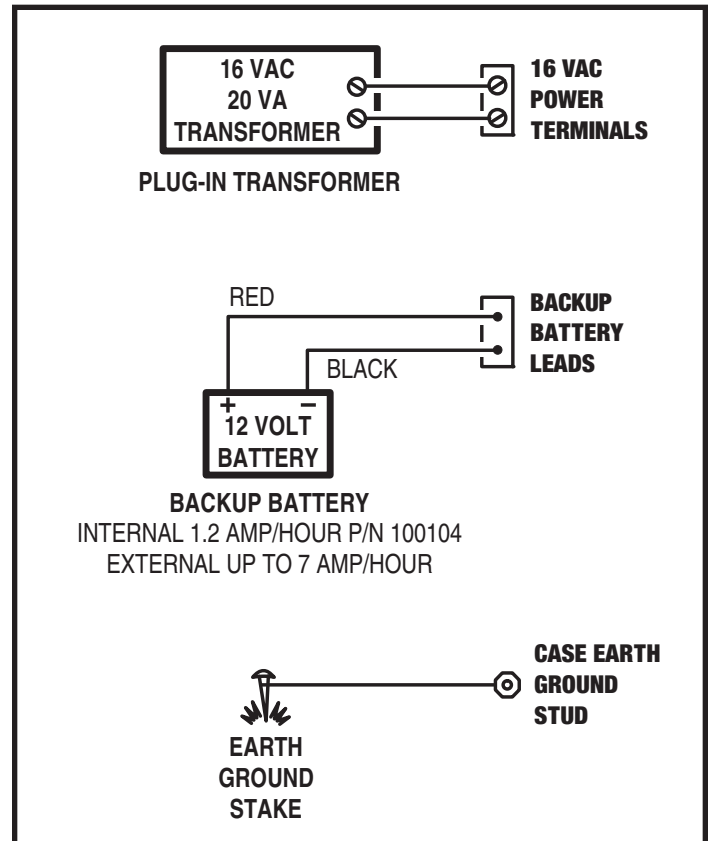 16 VAC
20 VA
TRANSFORMER
16 VAC
POWER
TERMINALS
PLUG-IN TRANSFORMER
RED
BLACK
BACKUP
BATTERY
LEADS
+ –
12 VOLT
BATTERY
BACKUP BATTERY
INTERNAL 1.2 AMP/HOUR P/N 100104
EXTERNAL UP TO 7 AMP/HOUR
CASE EARTH
GROUND
STUD
EARTH
GROUND
STAKE